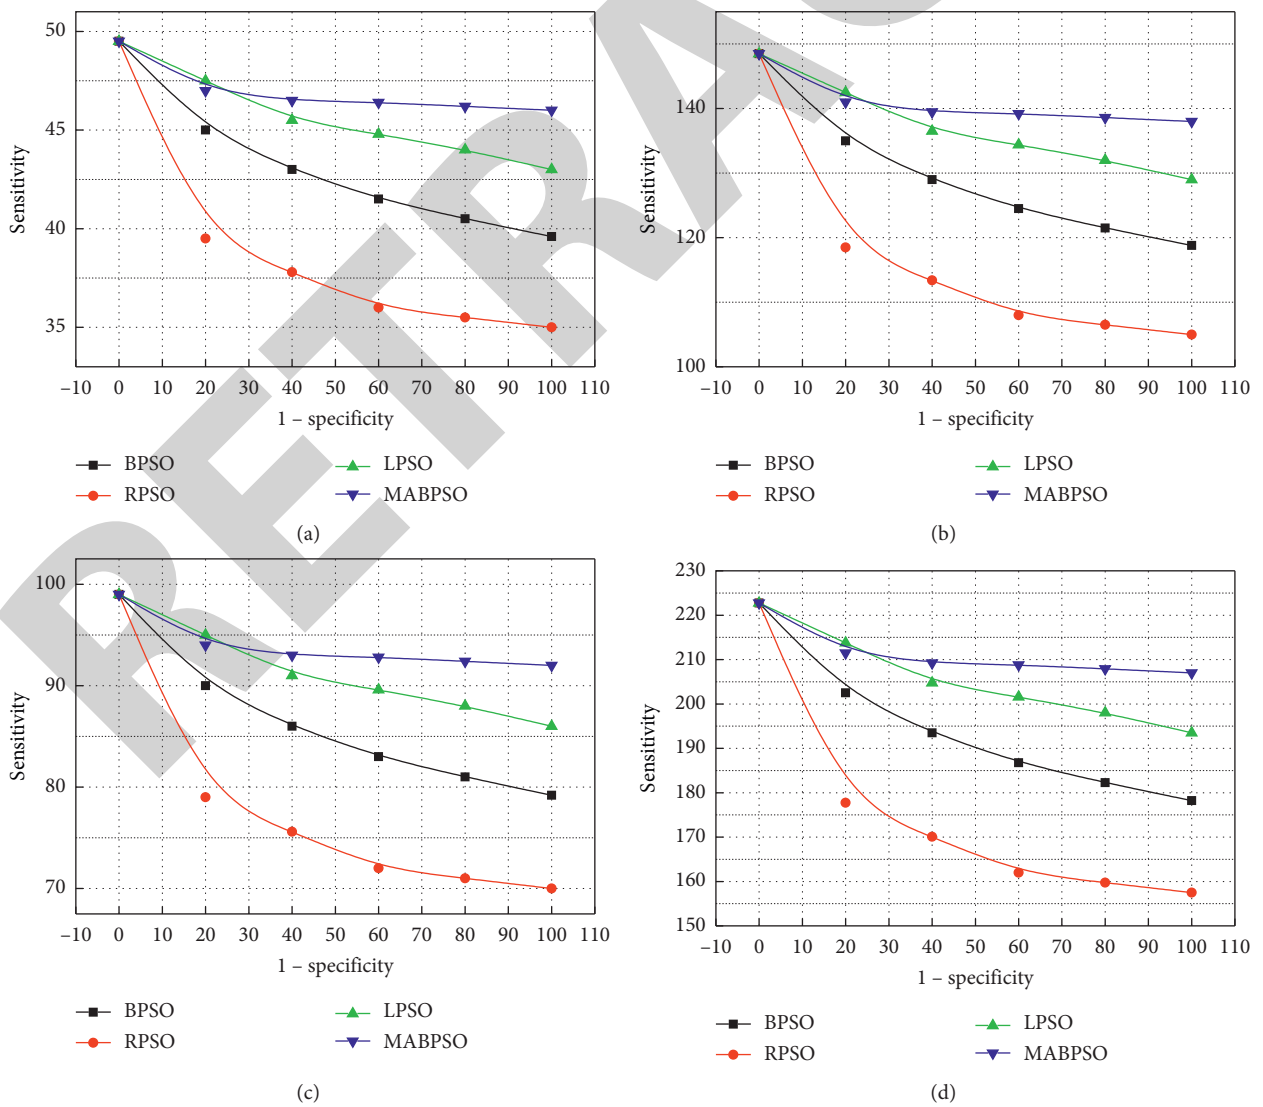 50
45
40
35
Sensitivity
–10 0 10 20 30 40 50 60 70 80 90 100 110
1 – specificity
BPSO
RPSO
LPSO
MABPSO
(a)
140
120
100
Sensitivity
–10 0 10 20 30 40 50 60 70 80 90 100 110
1 – specificity
BPSO
RPSO
LPSO
MABPSO
(b)
100
90
80
70
Sensitivity
–10 0 10 20 30 40 50 60 70 80 90 100 110
1 – specificity
BPSO
RPSO
LPSO
MABPSO
(c)
230
220
210
200
190
180
170
160
150
Sensitivity
–10 0 10 20 30 40 50 60 70 80 90 100 110
1 – specificity
BPSO
RPSO
LPSO
MABPSO
(d)
RETRAC